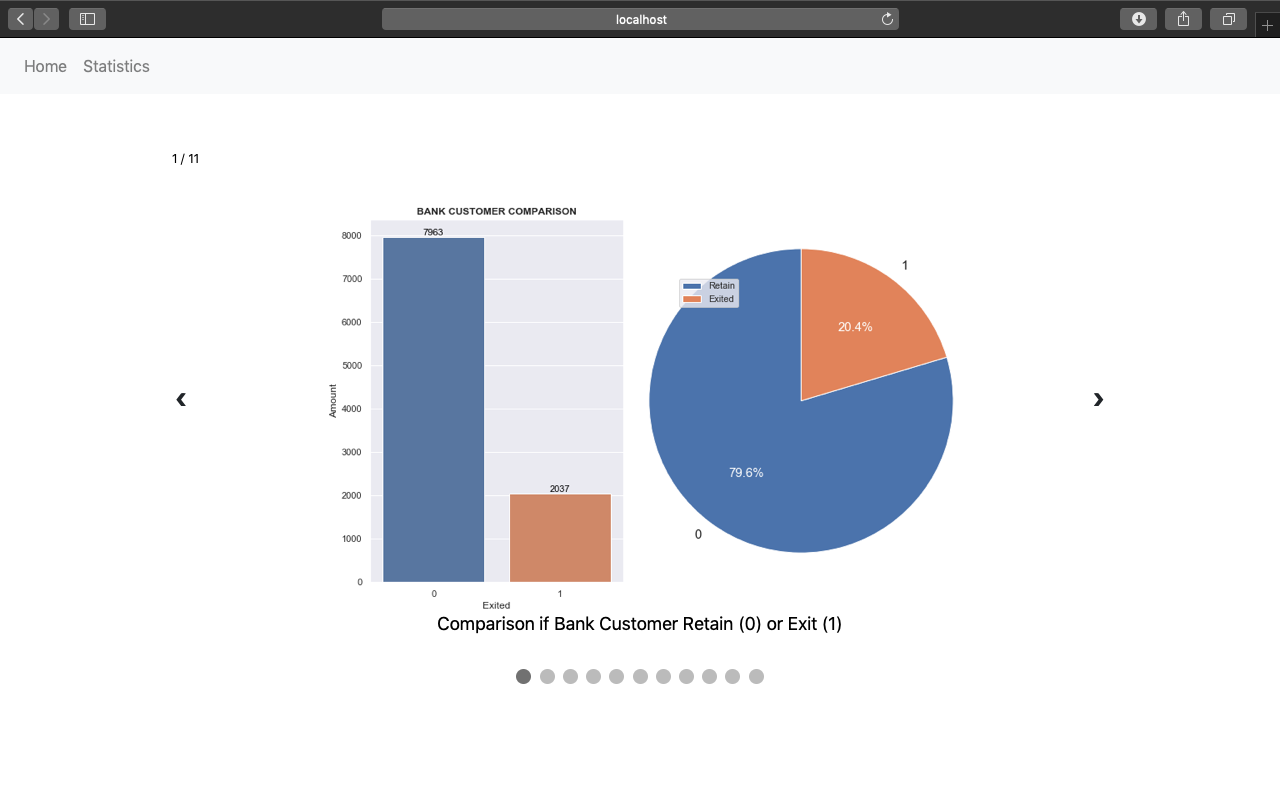 localhost
Home Statistics
1 / 11
BANK CUSTOMER COMPARISON
8000
7000
6000
5000
4000
3000
2000
1000
0
Amount
7963
2037
0 1
Exited
Retain
Exited
1
20.4%
79.6%
0
‹
›
Comparison if Bank Customer Retain (0) or Exit (1)